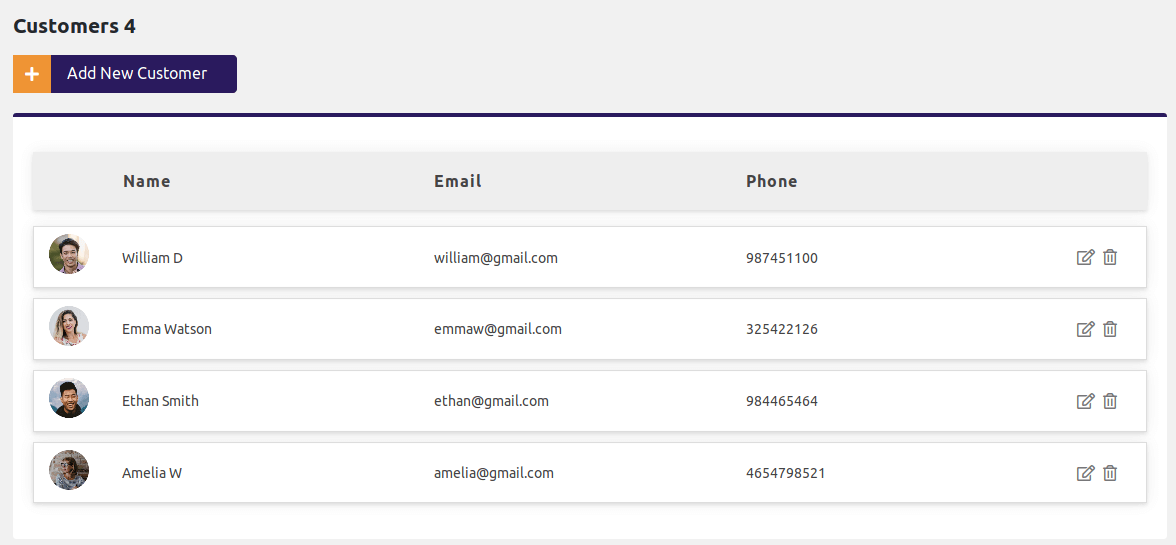 Customers 4
+ Add New Customer
Name Email Phone
William D william@gmail.com 987451100
Emma Watson emmaw@gmail.com 325422126
Ethan Smith ethan@gmail.com 984465464
Amelia W amelia@gmail.com 4654798521